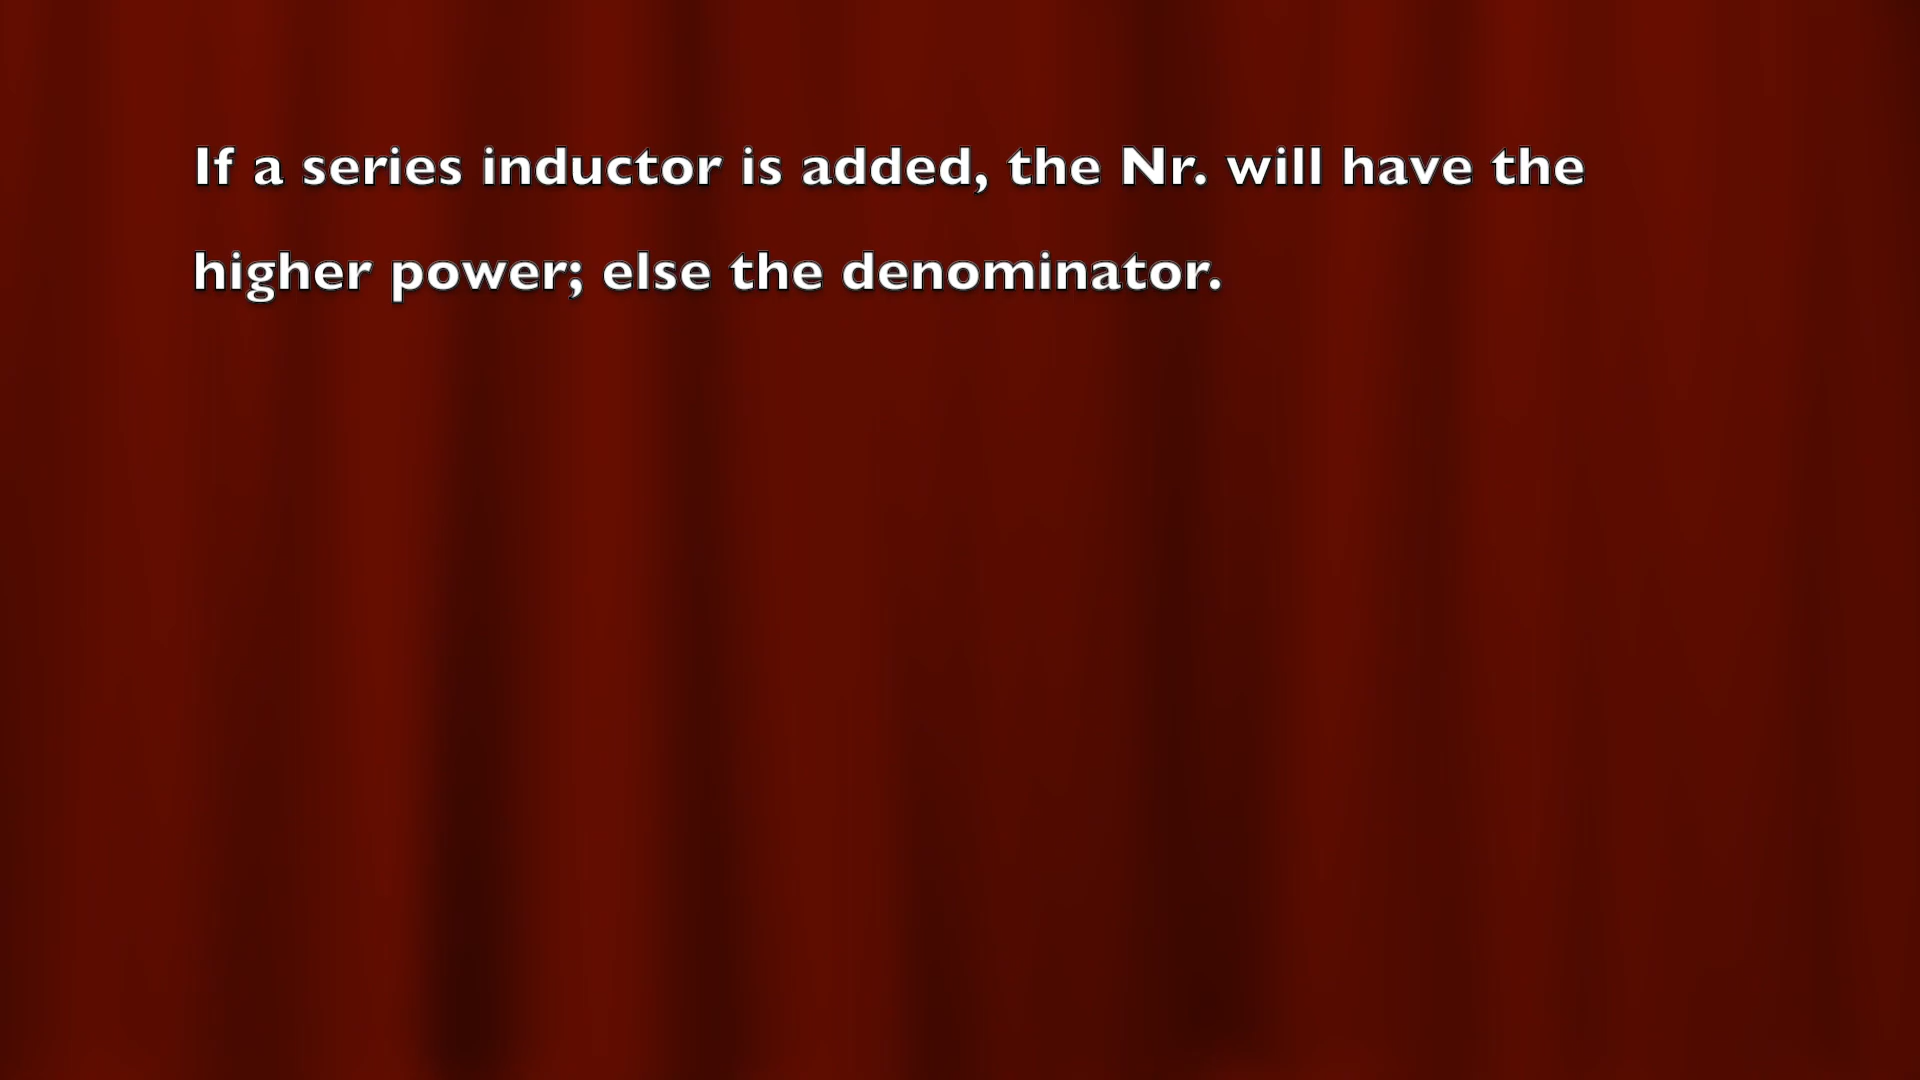 If a series inductor is added, the Nr. will have the
higher power; else the denominator.